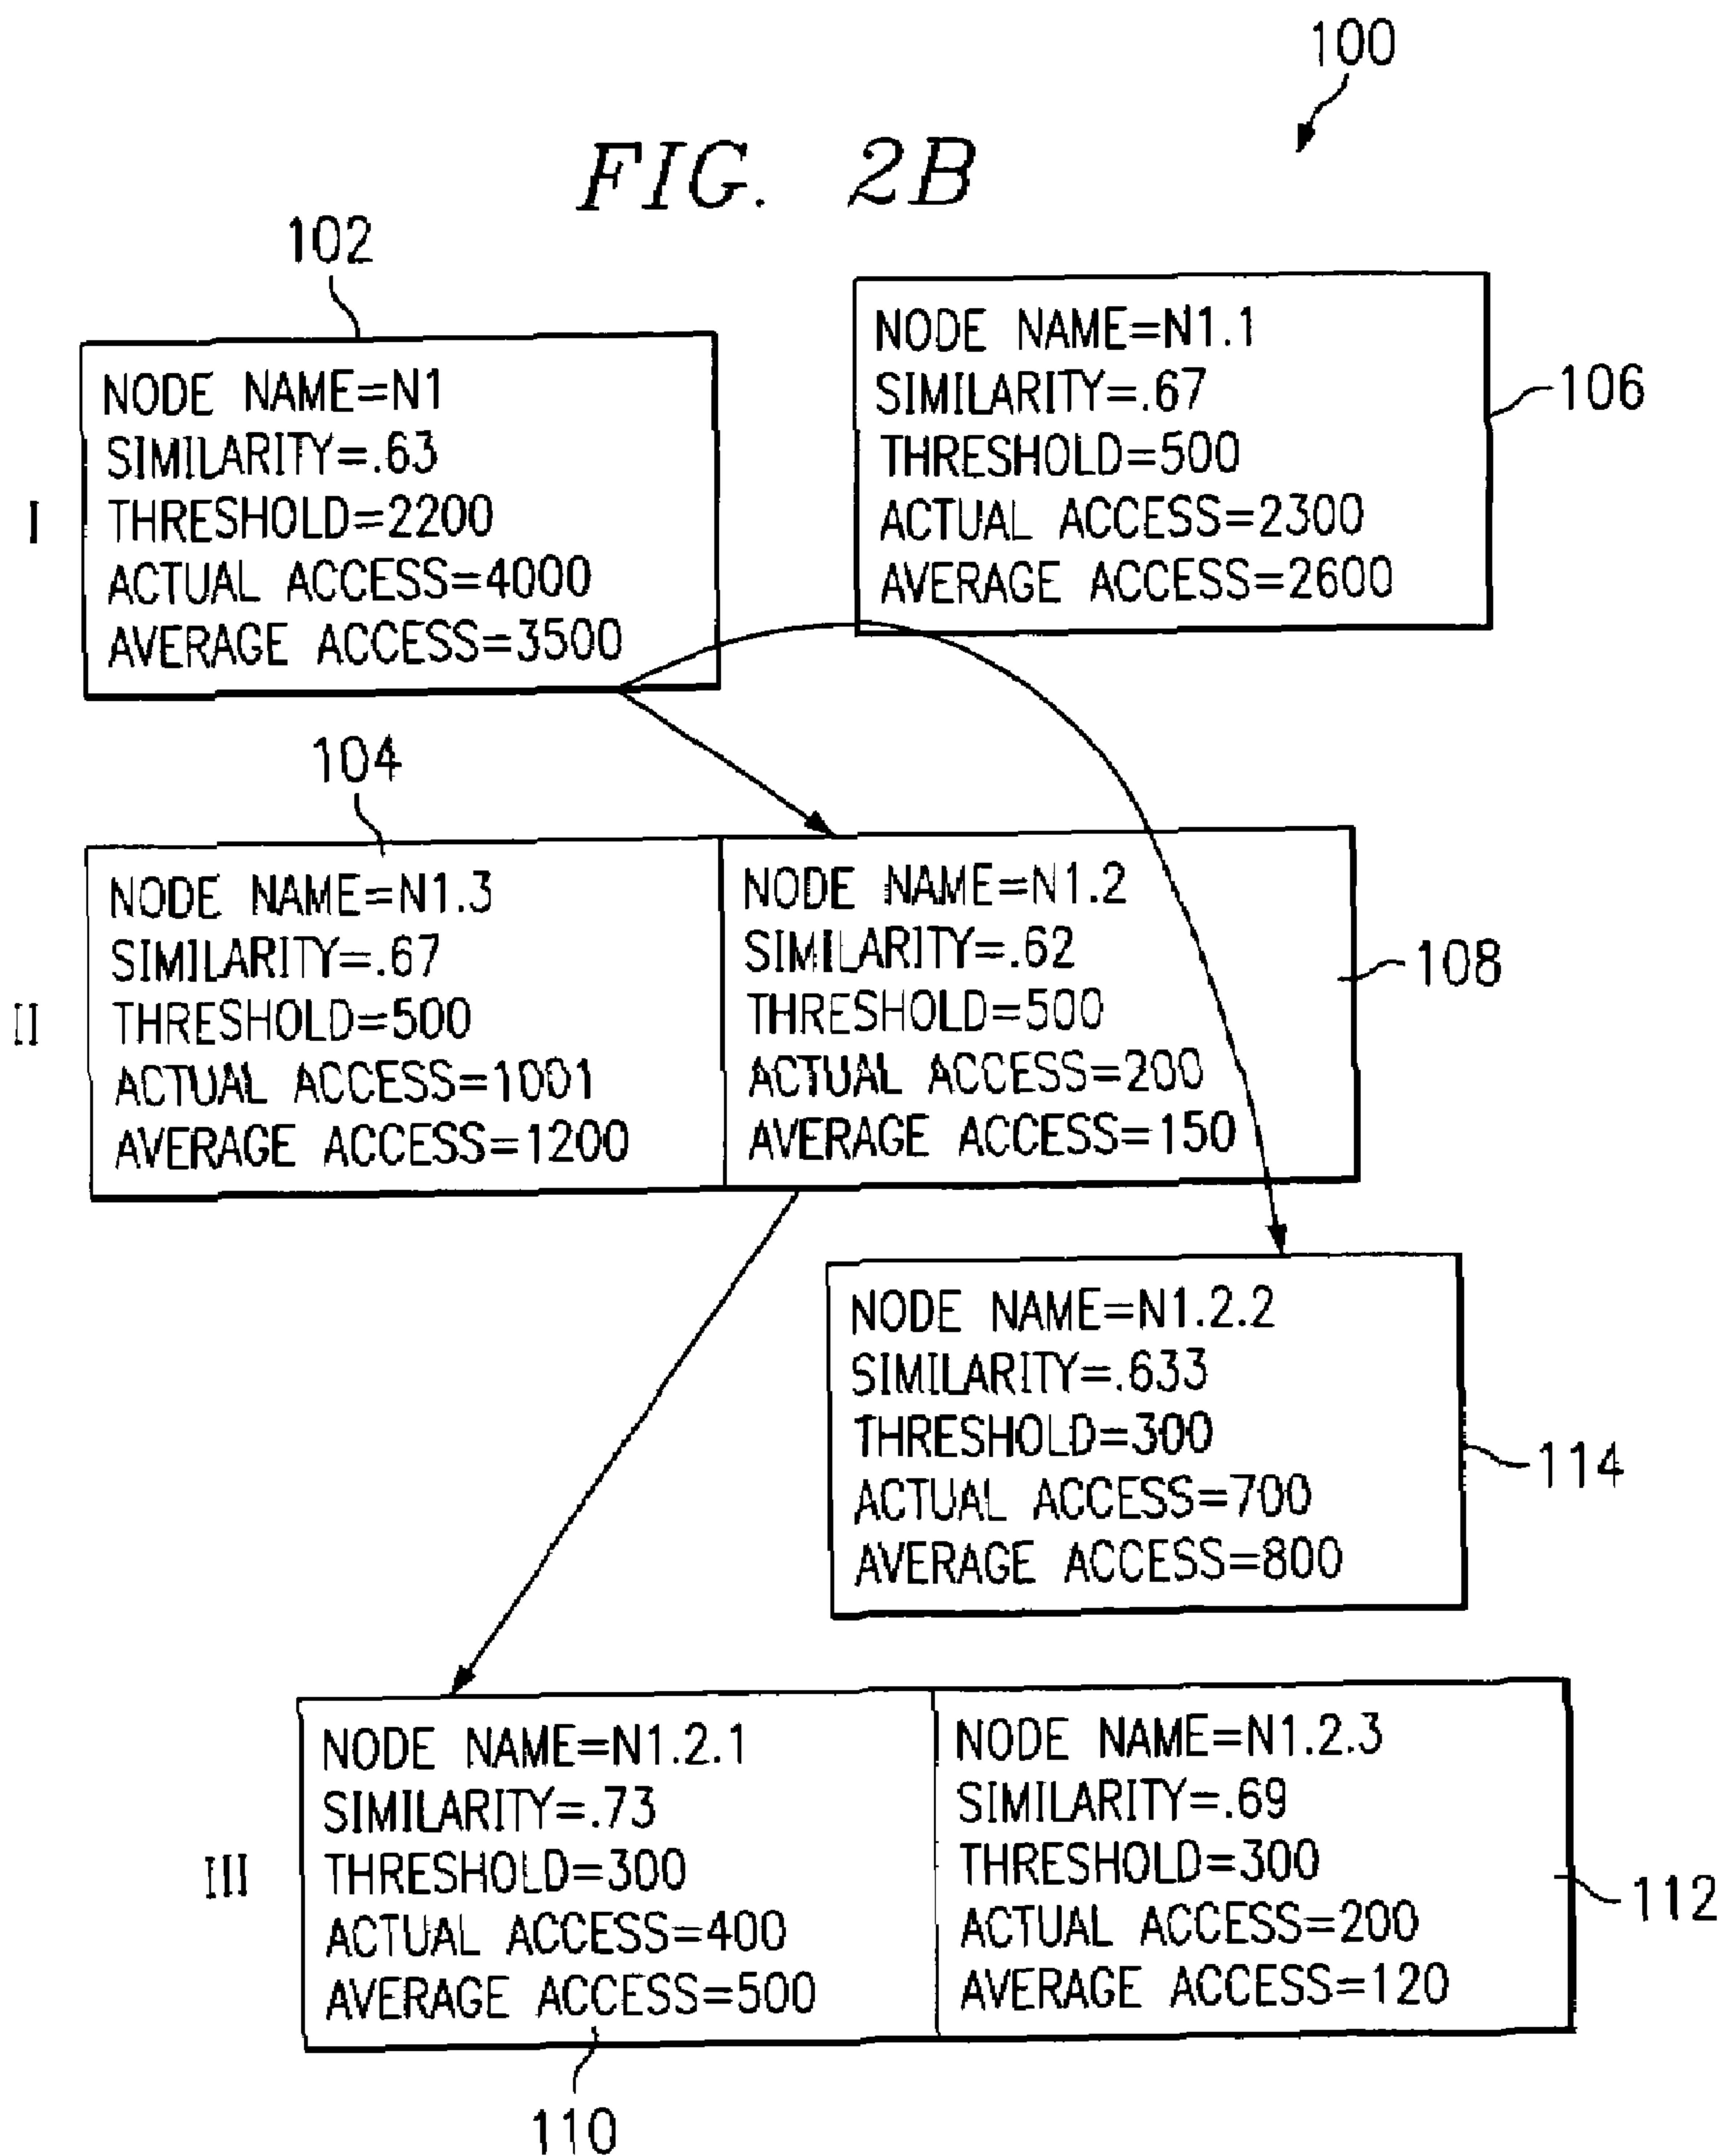 100
FIG. 2B
102
NODE NAME=N1
SIMILARITY=.63
THRESHOLD=2200
ACTUAL ACCESS=4000
AVERAGE ACCESS=3500
I
NODE NAME=N1.1
SIMILARITY=.67
THRESHOLD=500
ACTUAL ACCESS=2300
AVERAGE ACCESS=2600
106
104
NODE NAME=N1.3
SIMILARITY=.67
THRESHOLD=500
ACTUAL ACCESS=1001
AVERAGE ACCESS=1200
II
NODE NAME=N1.2
SIMILARITY=.62
THRESHOLD=500
ACTUAL ACCESS=200
AVERAGE ACCESS=150
108
NODE NAME=N1.2.2
SIMILARITY=.633
THRESHOLD=300
ACTUAL ACCESS=700
AVERAGE ACCESS=800
114
III
NODE NAME=N1.2.1
SIMILARITY=.73
THRESHOLD=300
ACTUAL ACCESS=400
AVERAGE ACCESS=500
110
NODE NAME=N1.2.3
SIMILARITY=.69
THRESHOLD=300
ACTUAL ACCESS=200
AVERAGE ACCESS=120
112